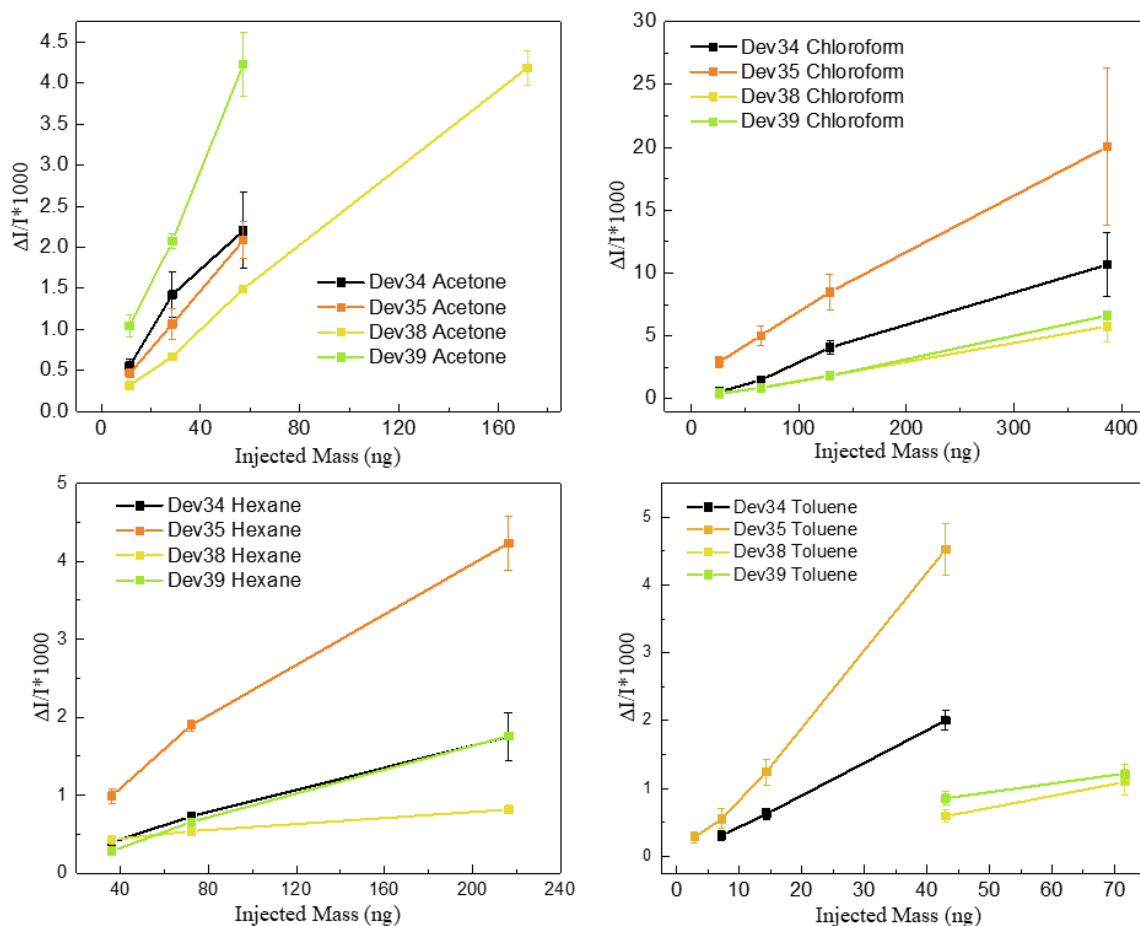 4.5
4.0
3.5
3.0
2.5
2.0
1.5
1.0
0.5
0.0
ΔI/I*1000
Dev34 Acetone
Dev35 Acetone
Dev38 Acetone
Dev39 Acetone
0 40 80 120 160
Injected Mass (ng)
30
25
20
15
10
5
0
ΔI/I*1000
Dev34 Chloroform
Dev35 Chloroform
Dev38 Chloroform
Dev39 Chloroform
0 100 200 300 400
Injected Mass (ng)
5
4
3
2
1
0
ΔI/I*1000
Dev34 Hexane
Dev35 Hexane
Dev38 Hexane
Dev39 Hexane
40 80 120 160 200 240
Injected Mass (ng)
5
4
3
2
1
0
ΔI/I*1000
Dev34 Toluene
Dev35 Toluene
Dev38 Toluene
Dev39 Toluene
0 10 20 30 40 50 60 70
Injected Mass (ng)